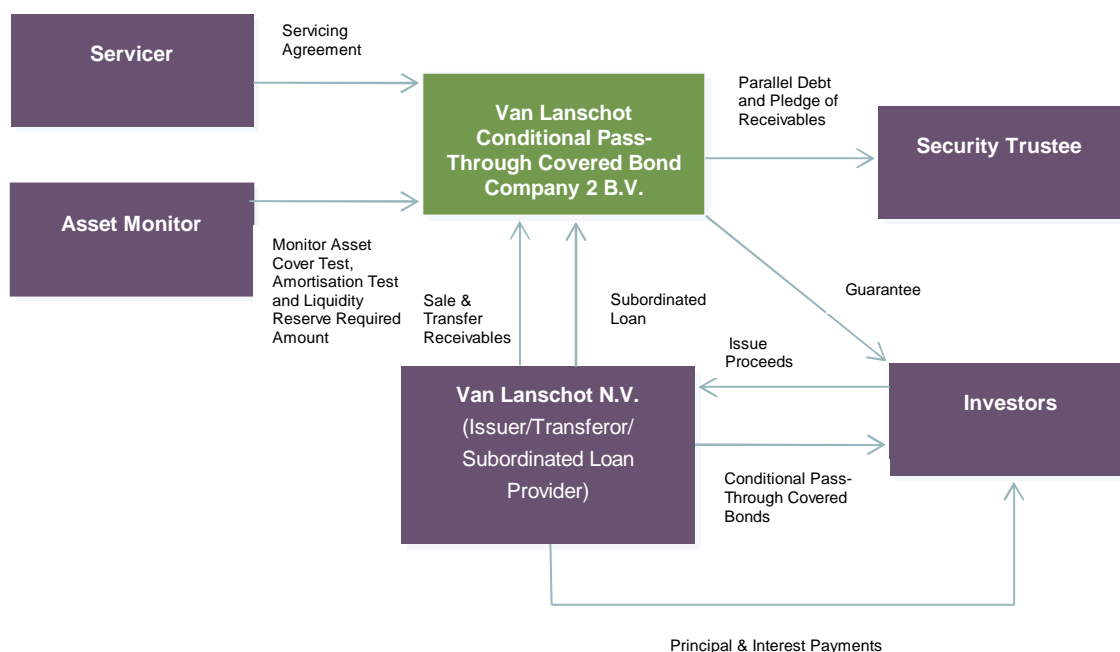 Servicer
Servicing
Agreement
Van Lanschot
Conditional Pass-
Through Covered Bond
Company 2 B.V.
Parallel Debt
and Pledge of
Receivables
Security Trustee
Asset Monitor
Monitor Asset
Cover Test,
Amortisation Test
and Liquidity
Reserve Required
Amount
Sale &
Transfer
Receivables
Subordinated
Loan
Guarantee
Issue
Proceeds
Van Lanschot N.V.
(Issuer/Transferor/
Subordinated Loan
Provider)
Investors
Conditional Pass-
Through Covered
Bonds
Principal & Interest Payments